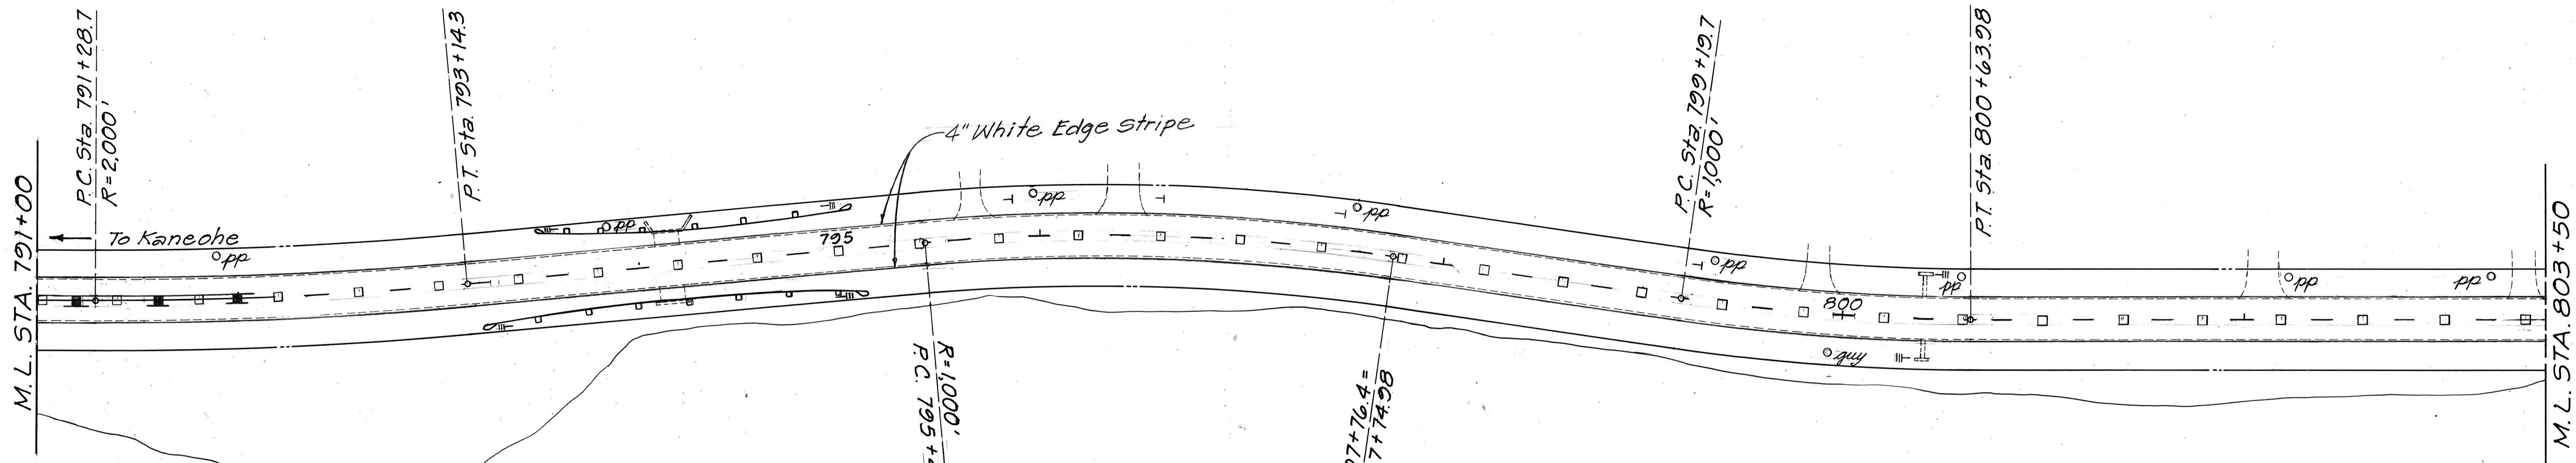 M.L. STA. 791+00
P.C. Sta. 791+28.7
R=2,000'
P.T. Sta. 793+14.3
To Kaneohe
pp
pp
795
4" White Edge Stripe
R=1,000'
P.C. 795+
pp
pp
97+76.4=
7+74.98
P.C. Sta. 799+19.7
R=1,000'
pp
800
guy
pp
P.T. Sta. 800+63.98
pp
pp
M.L. STA. 803+50